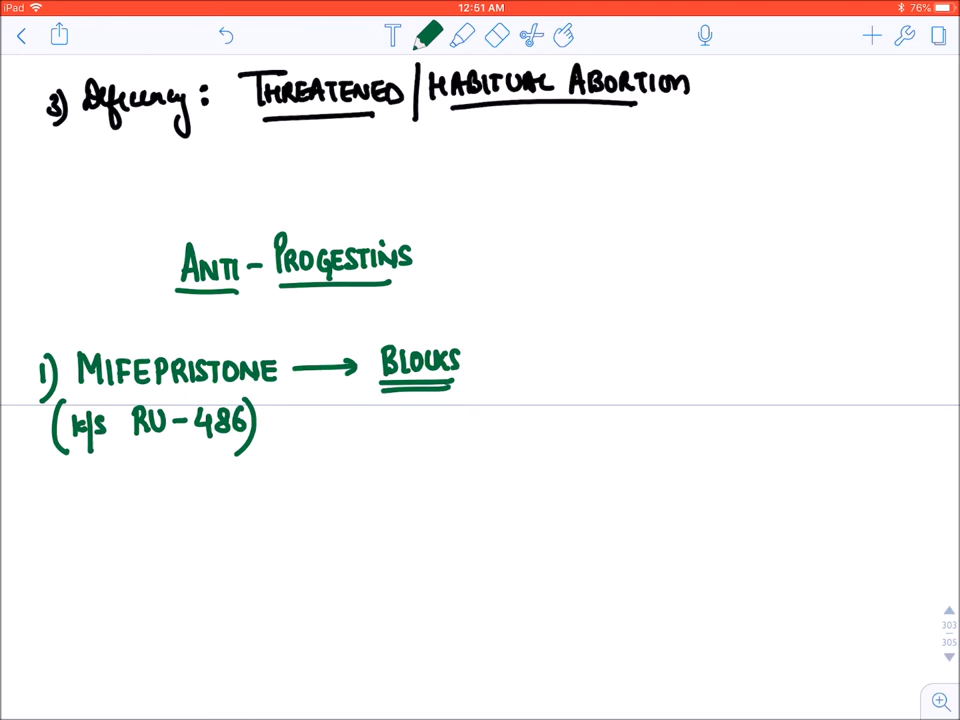 iPad 12:51 AM 76%
T
3) Deficiency : THREATENED / HABITUAL ABORTION
ANTI - PROGESTINS
1) MIFEPRISTONE → BLOCKS
(k/s RU-486)
303
305